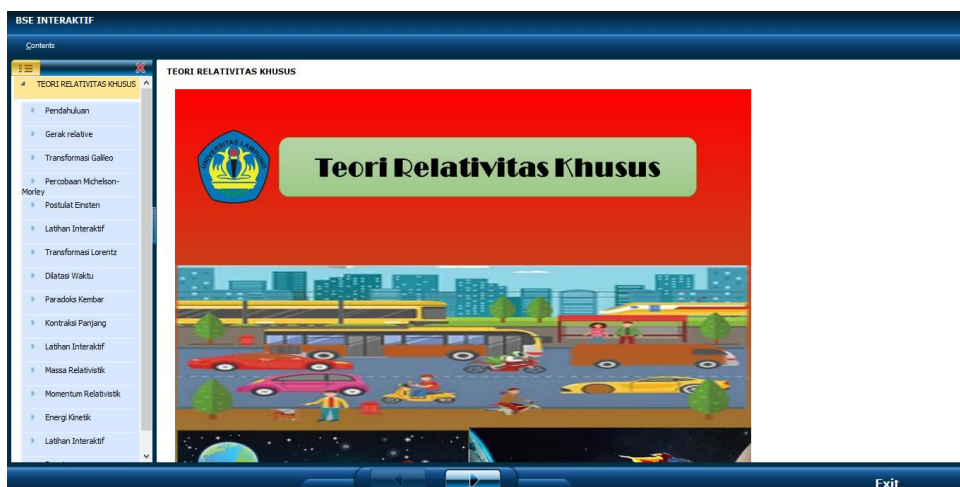 BSE INTERAKTIF
Contents
TEORI RELATIVITAS KHUSUS
Pendahuluan
Gerak relative
Transformasi Galileo
Percobaan Michelson-
Morley
Postulat Einsten
Latihan Interaktif
Transformasi Lorentz
Dilatasi Waktu
Paradoks Kembar
Kontraksi Panjang
Latihan Interaktif
Massa Relativistik
Momentum Relativistik
Energi Kinetik
Latihan Interaktif
TEORI RELATIVITAS KHUSUS
UNIVERSITAS LAMPUNG
Teori Relativitas Khusus
Exit